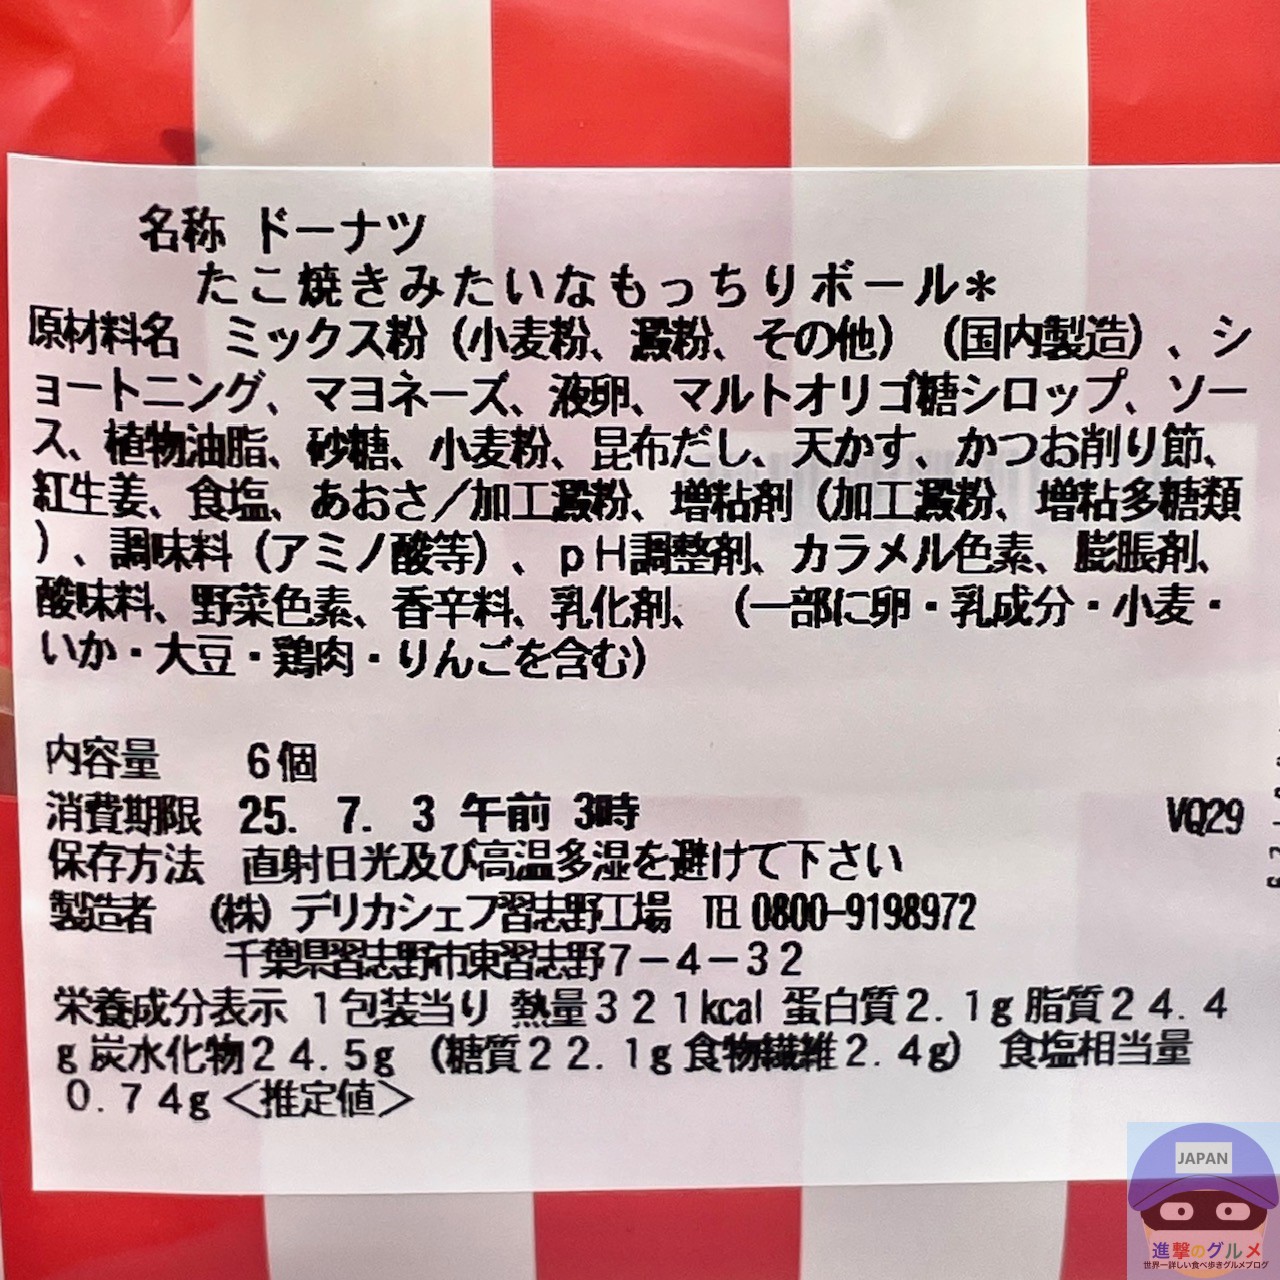 名称 ドーナツ
たこ焼きみたいなもっちりボール*
原材料名 ミックス粉(小麦粉、澱粉、その他)(国内製造)、シ
ョートニング、マヨネーズ、液卵、マルトオリゴ糖シロップ、ソー
ス、植物油脂、砂糖、小麦粉、昆布だし、天かす、かつお削り節、
紅生姜、食塩、あおさ/加工澱粉、増粘剤(加工澱粉、増粘多糖類
)、調味料(アミノ酸等)、pH調整剤、カラメル色素、膨脹剤、
酸味料、野菜色素、香辛料、乳化剤、(一部に卵・乳成分・小麦・
いか・大豆・鶏肉・りんごを含む)
内容量 6個
消費期限 25. 7. 3 午前 3時 VQ29
保存方法 直射日光及び高温多湿を避けて下さい
製造者 (株)デリカシェフ習志野工場 TEL 0800-9198972
千葉県習志野市東習志野7-4-32
栄養成分表示 1包装当り 熱量321kcal 蛋白質2.1g 脂質24.4
g 炭水化物24.5g (糖質22.1g 食物繊維2.4g) 食塩相当量
0.74g<推定値>
JAPAN
進撃のグルメ
世界一詳しい食べ歩きグルメブログ